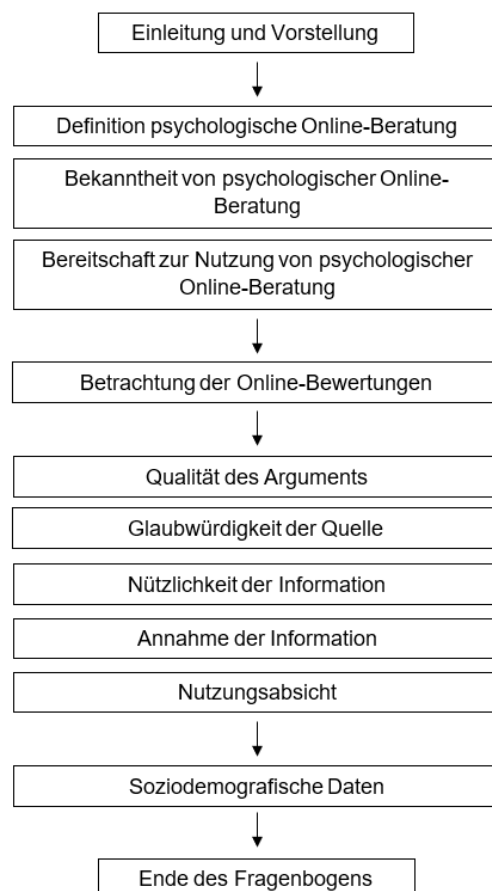 Einleitung und Vorstellung
Definition psychologische Online-Beratung
Bekanntheit von psychologischer Online-
Beratung
Bereitschaft zur Nutzung von psychologischer
Online-Beratung
Betrachtung der Online-Bewertungen
Qualität des Arguments
Glaubwürdigkeit der Quelle
Nützlichkeit der Information
Annahme der Information
Nutzungsabsicht
Soziodemografische Daten
Ende des Fragenbogens